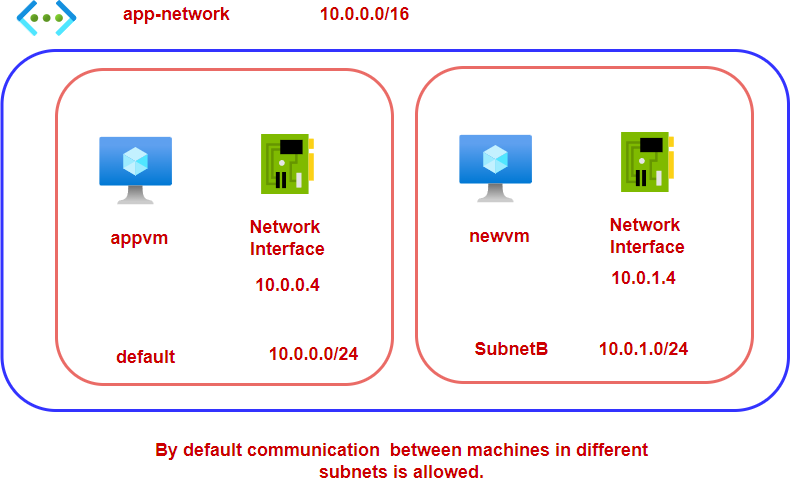 app-network 10.0.0.0/16
appvm
Network
Interface
10.0.0.4
default 10.0.0.0/24
newvm
Network
Interface
10.0.1.4
SubnetB 10.0.1.0/24
By default communication between machines in different
subnets is allowed.